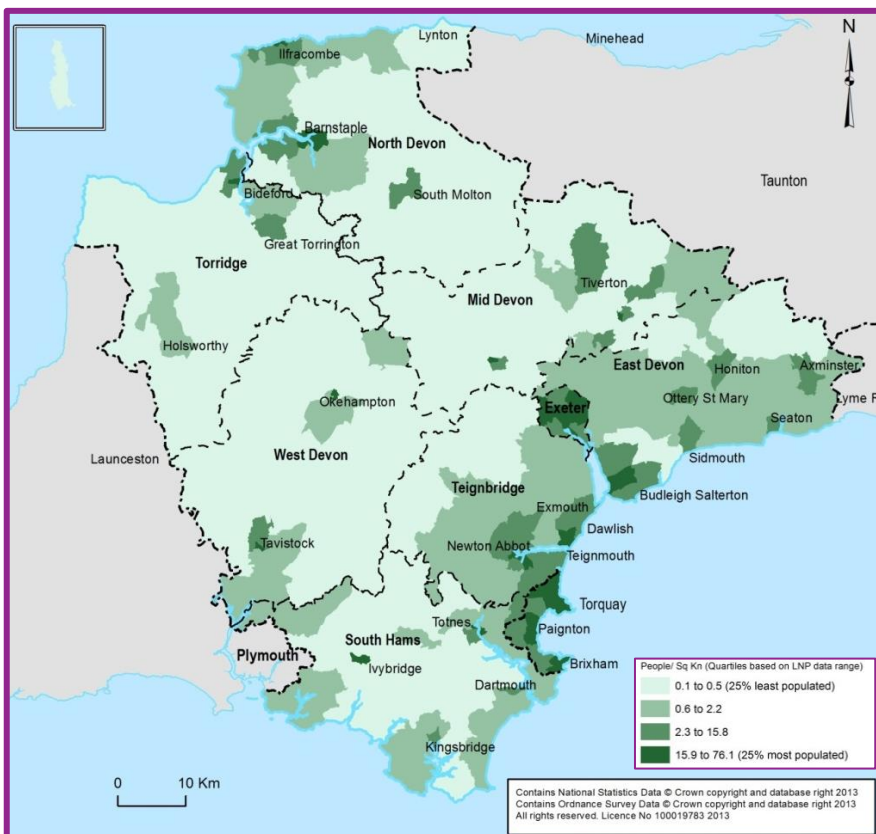 N
Lynton
Minehead
Ilfracombe
Barnstaple
North Devon
Taunton
South Molton
Bideford
Great Torrington
Torridge
Tiverton
Mid Devon
Holsworthy
East Devon
Honiton
Axminster
Okehampton
Exeter
Ottery St Mary
Lyme R
Seaton
West Devon
Launceston
Sidmouth
Teignbridge
Budleigh Salterton
Exmouth
Dawlish
Tavistock
Newton Abbot
Teignmouth
Torquay
Totnes
Paignton
South Hams
Plymouth
Ivybridge
Brixham
Dartmouth
Kingsbridge
People/ Sq Kn (Quartiles based on LNP data range)
0.1 to 0.5 (25% least populated)
0.6 to 2.2
2.3 to 15.8
15.9 to 76.1 (25% most populated)
0 10 Km
Contains National Statistics Data © Crown copyright and database right 2013
Contains Ordnance Survey Data © Crown copyright and database right 2013
All rights reserved. Licence No 100019783 2013